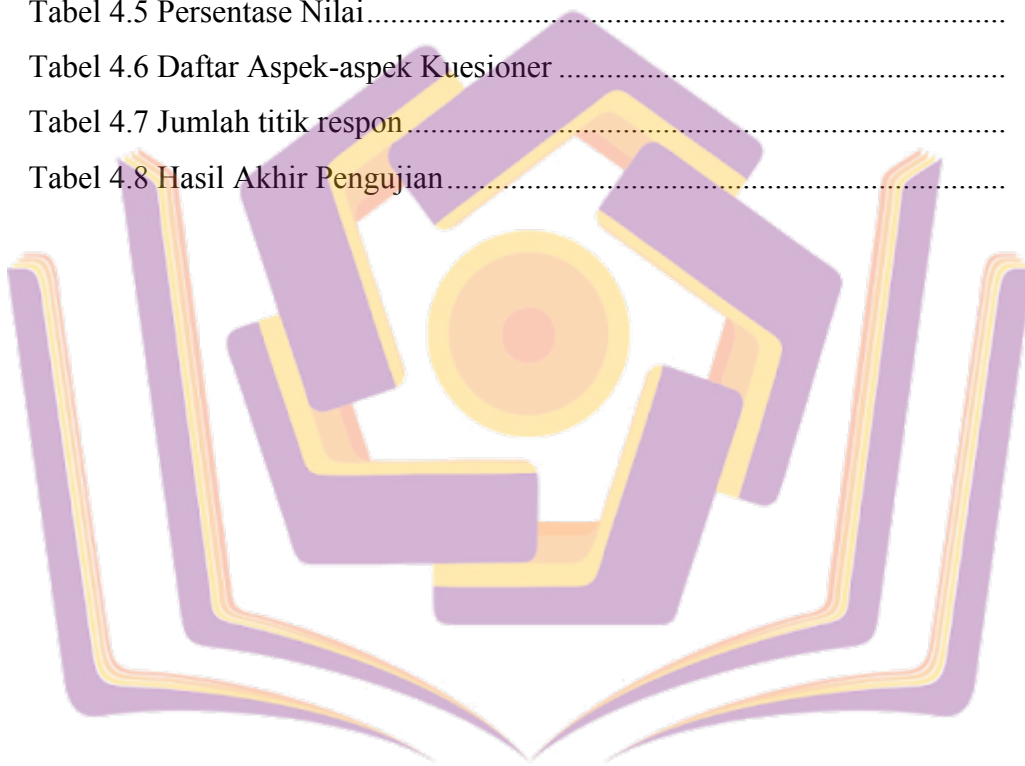 Tabel 4.5 Persentase Nilai........................................................................................
Tabel 4.6 Daftar Aspek-aspek Kuesioner ............................................................
Tabel 4.7 Jumlah titik respon................................................................................
Tabel 4.8 Hasil Akhir Pengujian...........................................................................